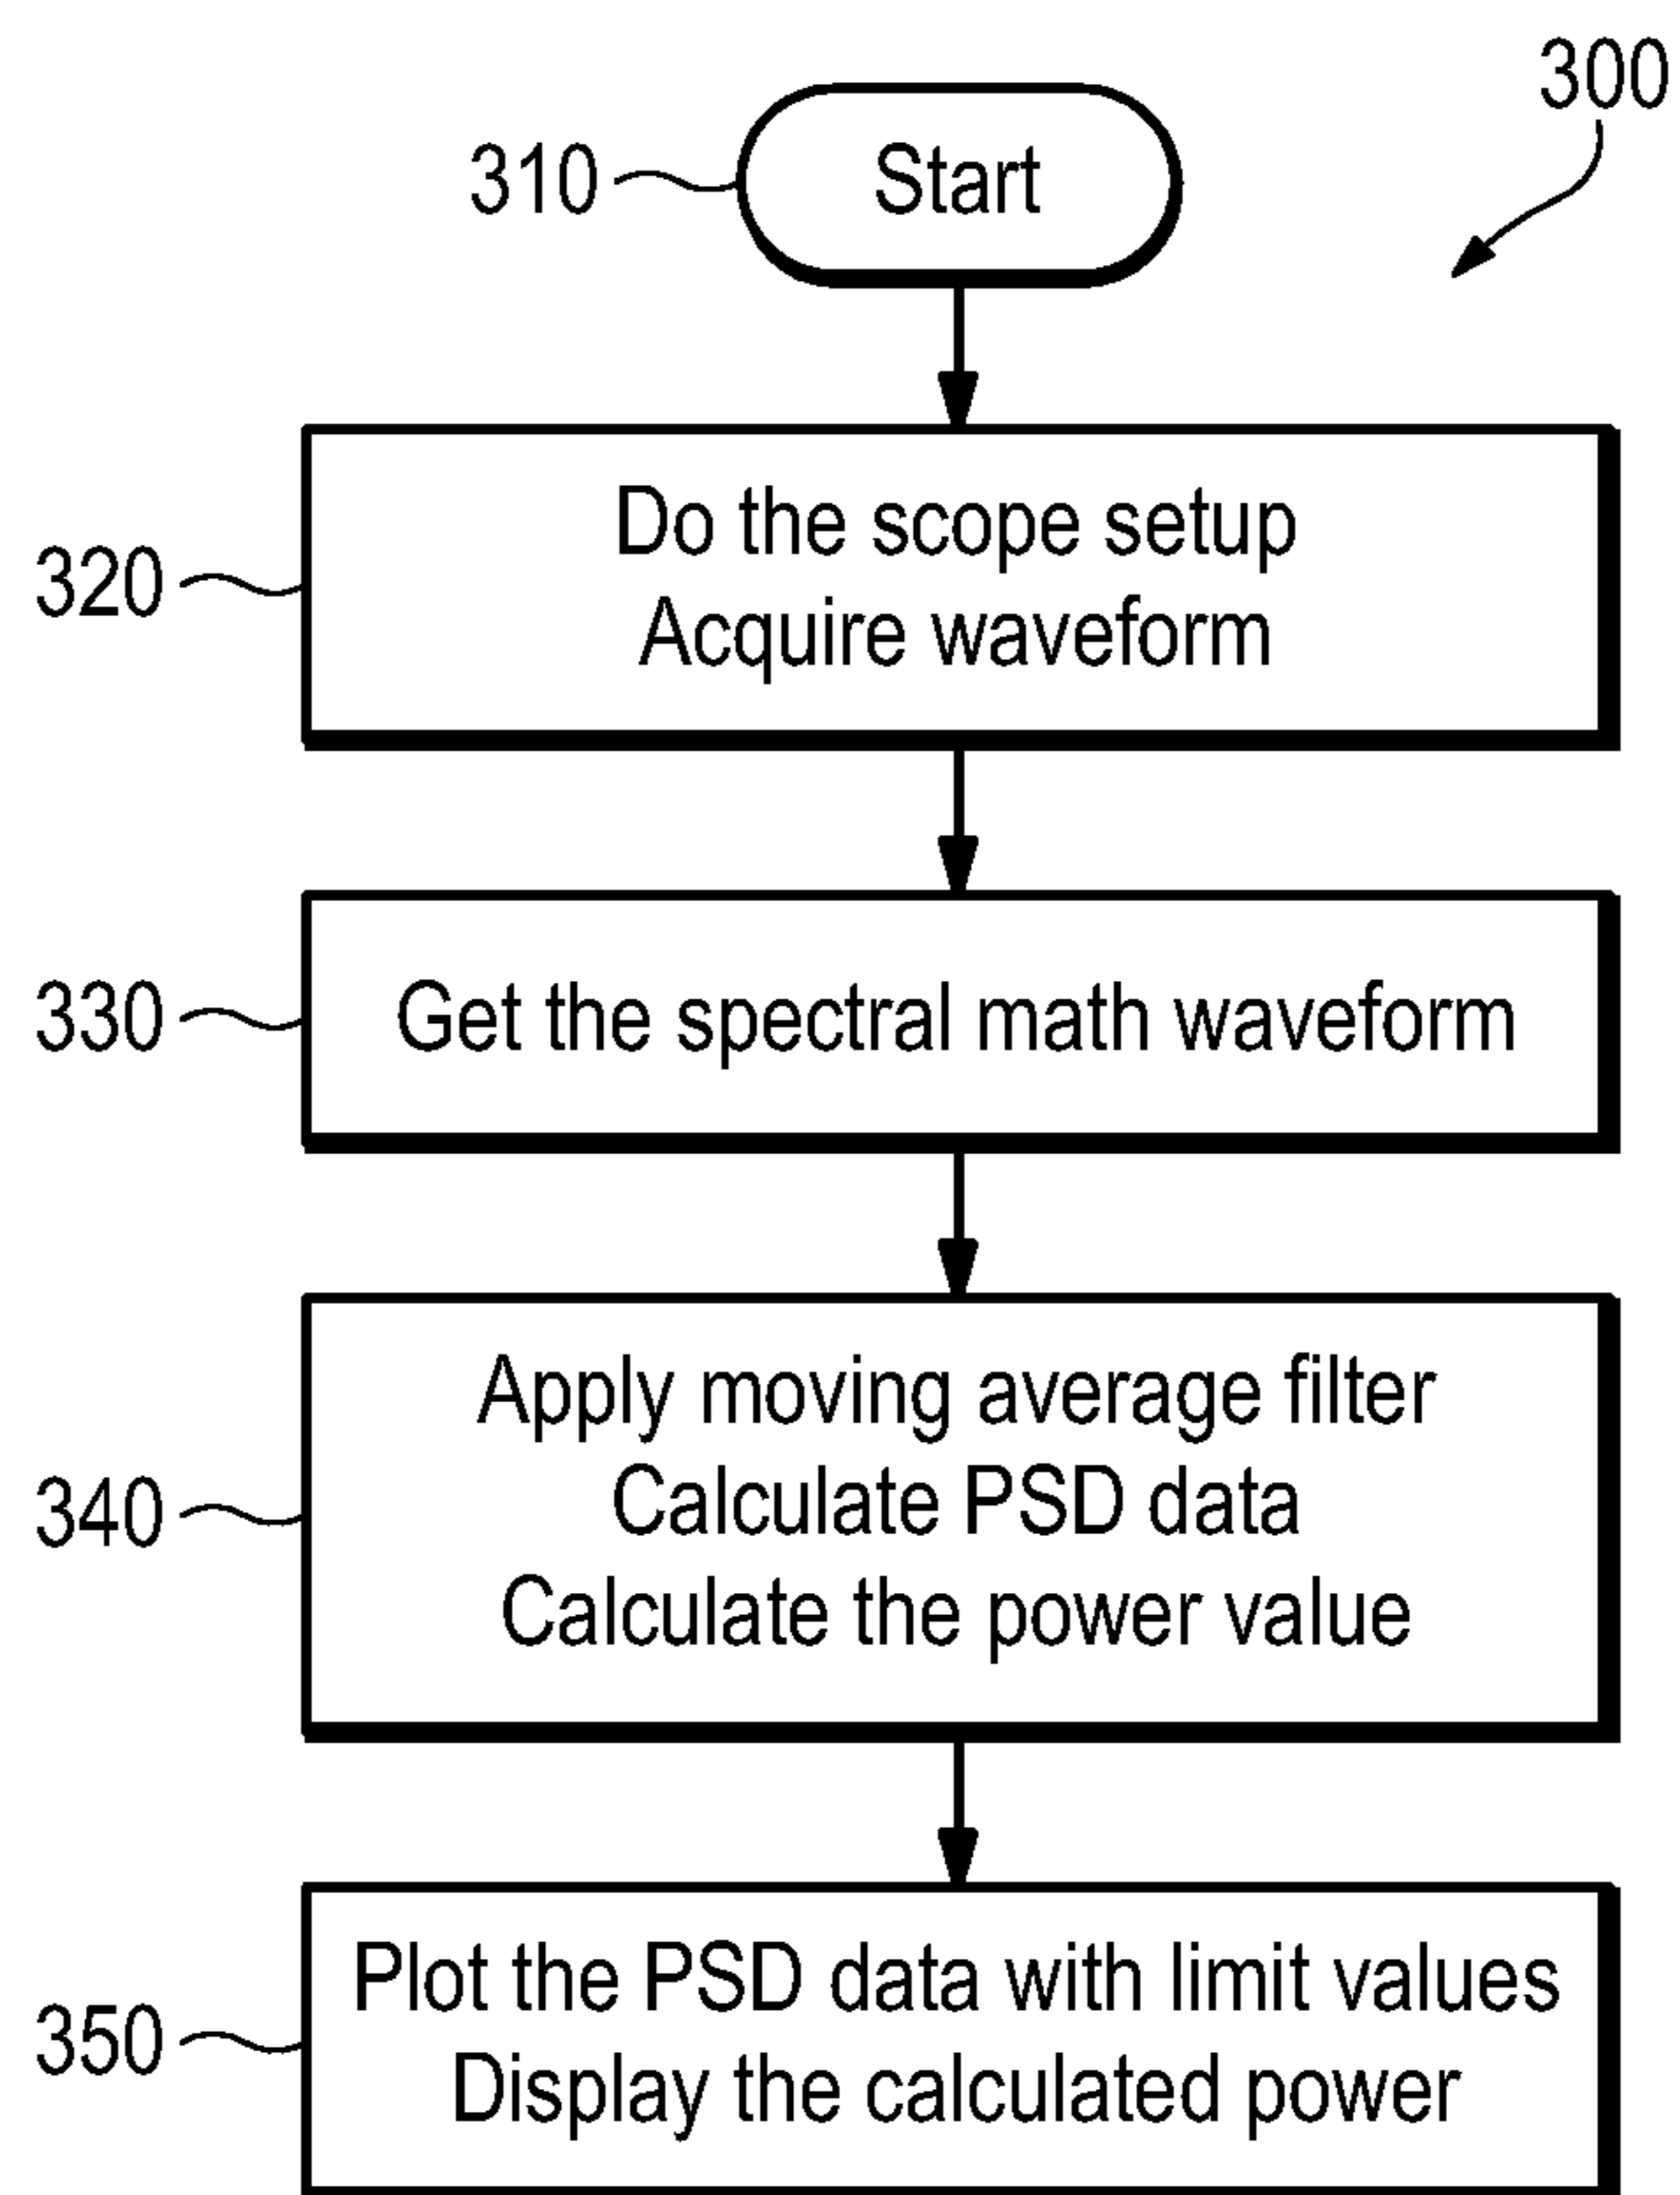 300
310
Start
320
Do the scope setup
Acquire waveform
330
Get the spectral math waveform
340
Apply moving average filter
Calculate PSD data
Calculate the power value
350
Plot the PSD data with limit values
Display the calculated power